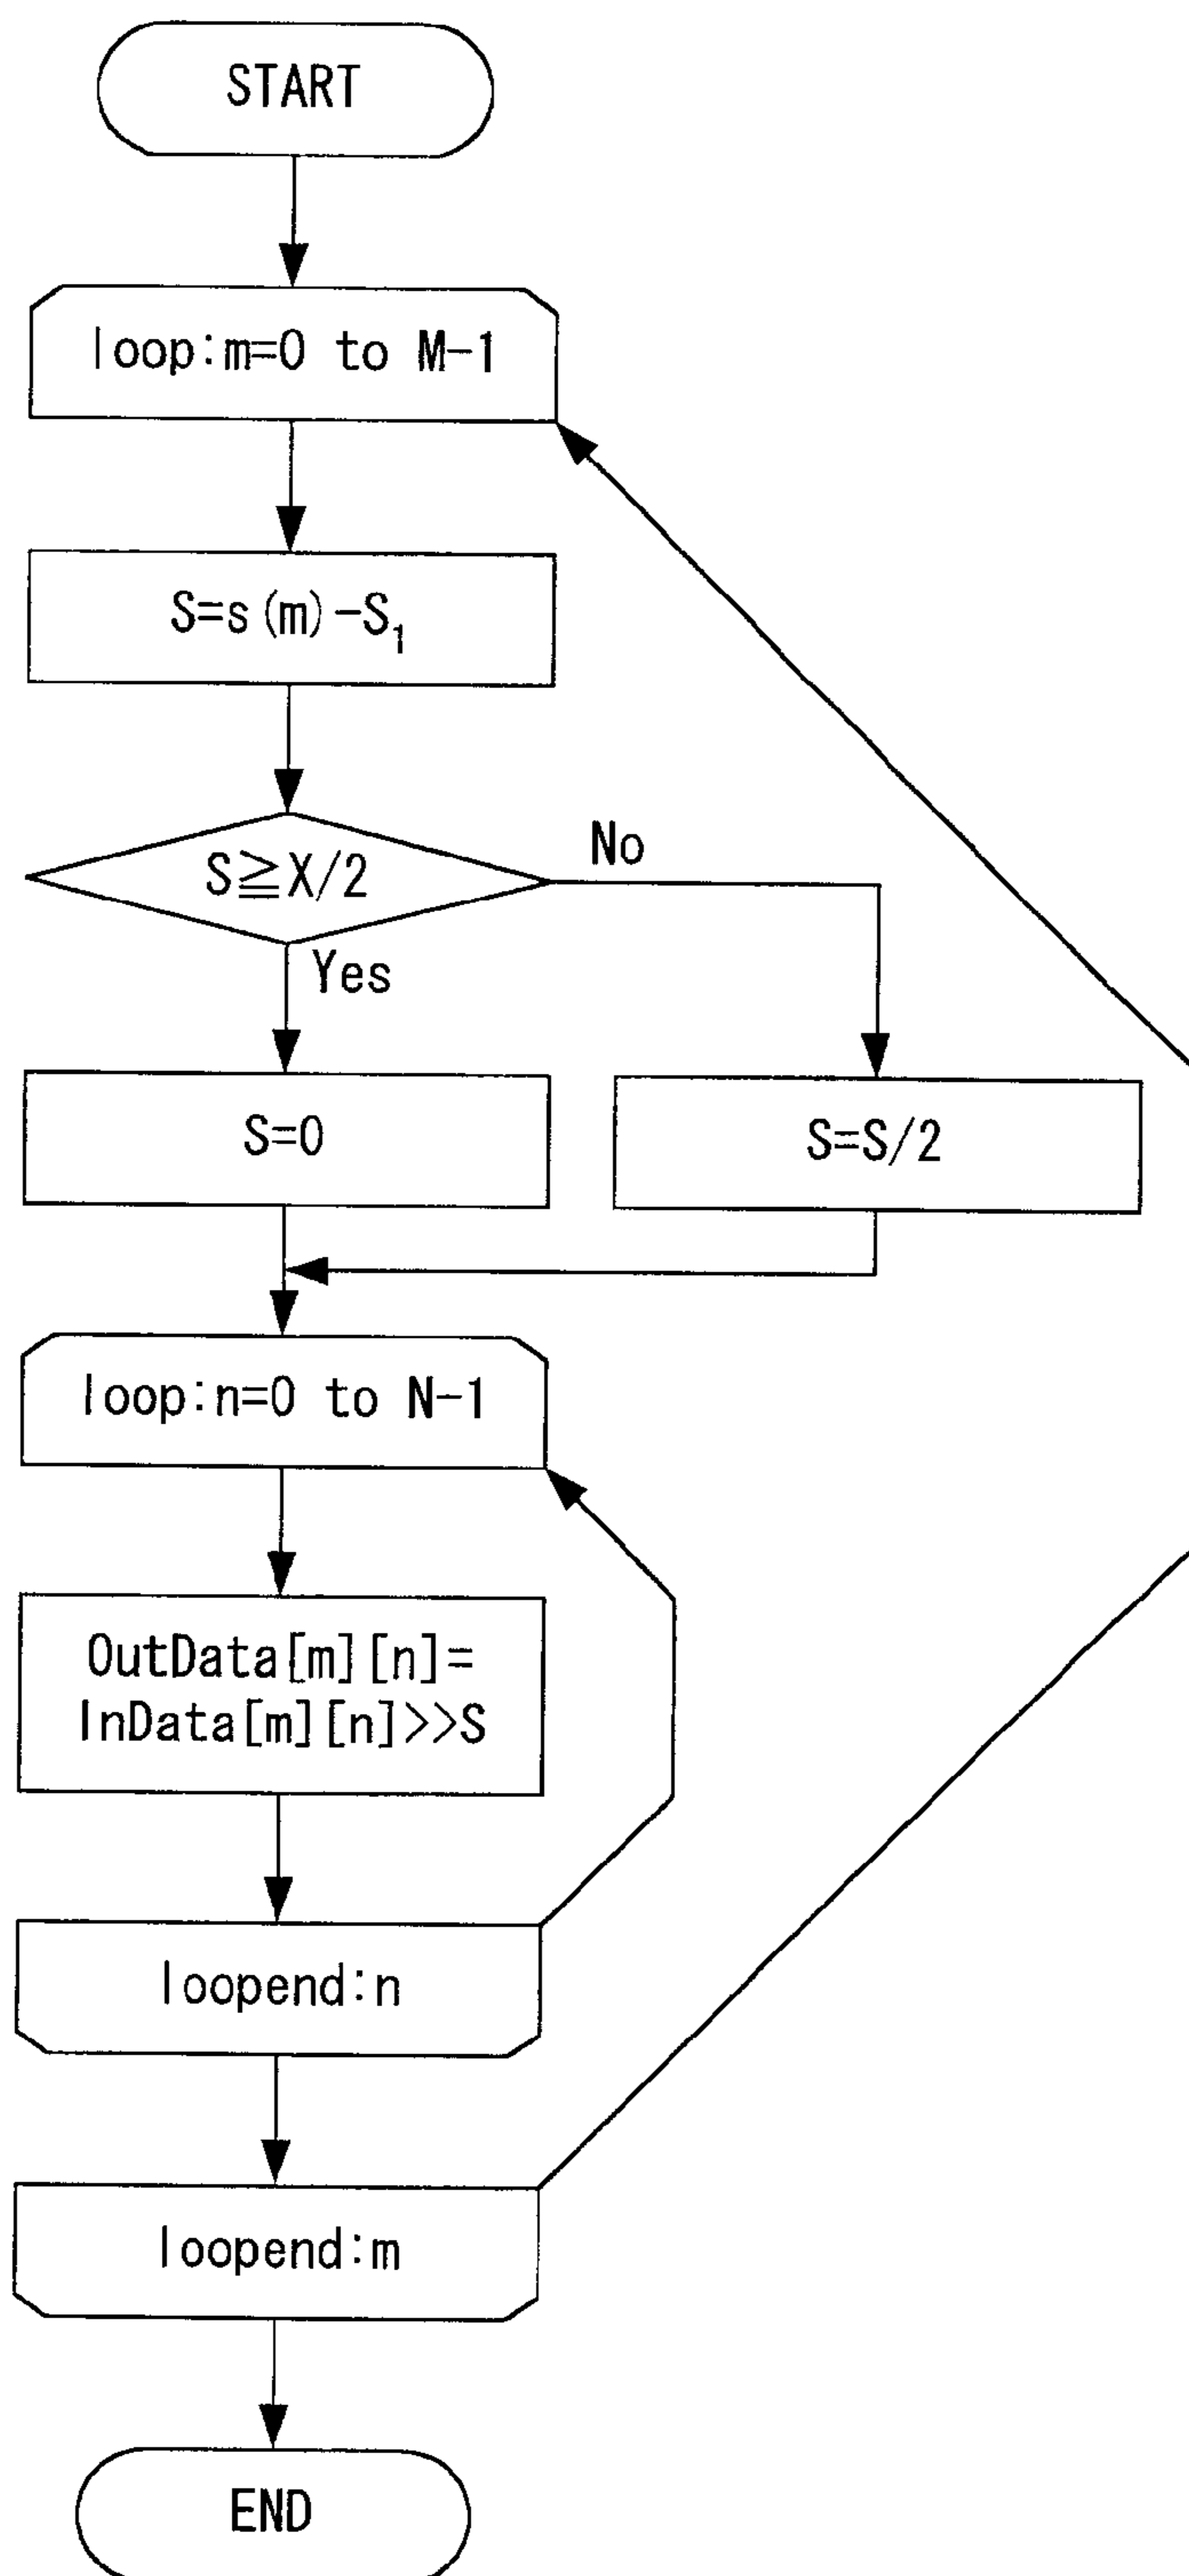 START
loop:m=0 to M-1
S=s(m)-S₁
S≧X/2
No
Yes
S=0
S=S/2
loop:n=0 to N-1
OutData[m][n]=
InData[m][n]>>S
loopend:n
loopend:m
END